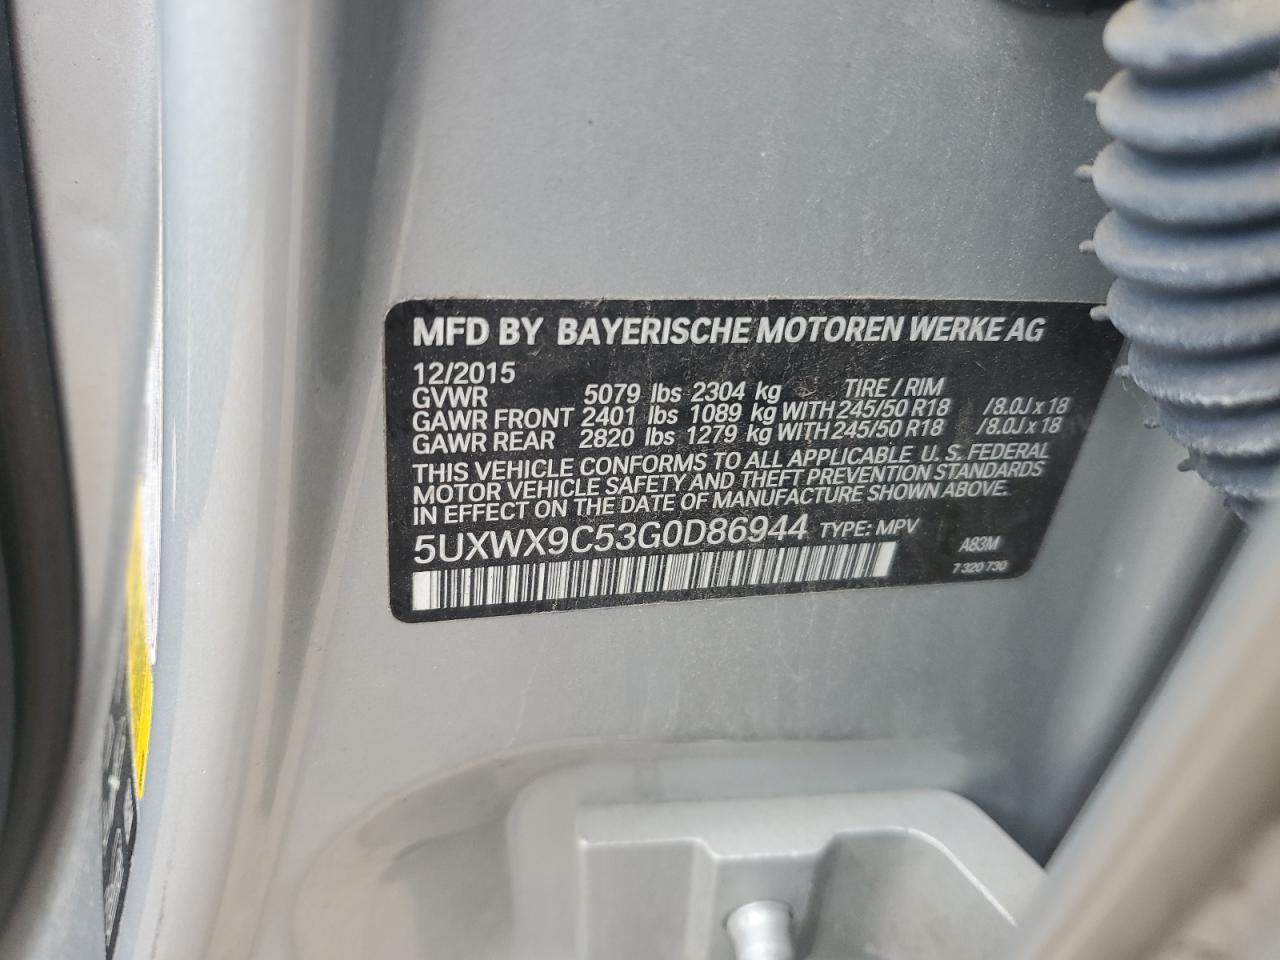 MFD BY BAYERISCHE MOTOREN WERKE AG
12/2015
GVWR 5079 lbs 2304 kg TIRE / RIM
GAWR FRONT 2401 lbs 1089 kg WITH 245/50 R18 /8.0J x 18
GAWR REAR 2820 lbs 1279 kg WITH 245/50 R18 /8.0J x 18
THIS VEHICLE CONFORMS TO ALL APPLICABLE U. S. FEDERAL
MOTOR VEHICLE SAFETY AND THEFT PREVENTION STANDARDS
IN EFFECT ON THE DATE OF MANUFACTURE SHOWN ABOVE.
5UXWX9C53G0D86944 TYPE: MPV
A83M
7 320 730